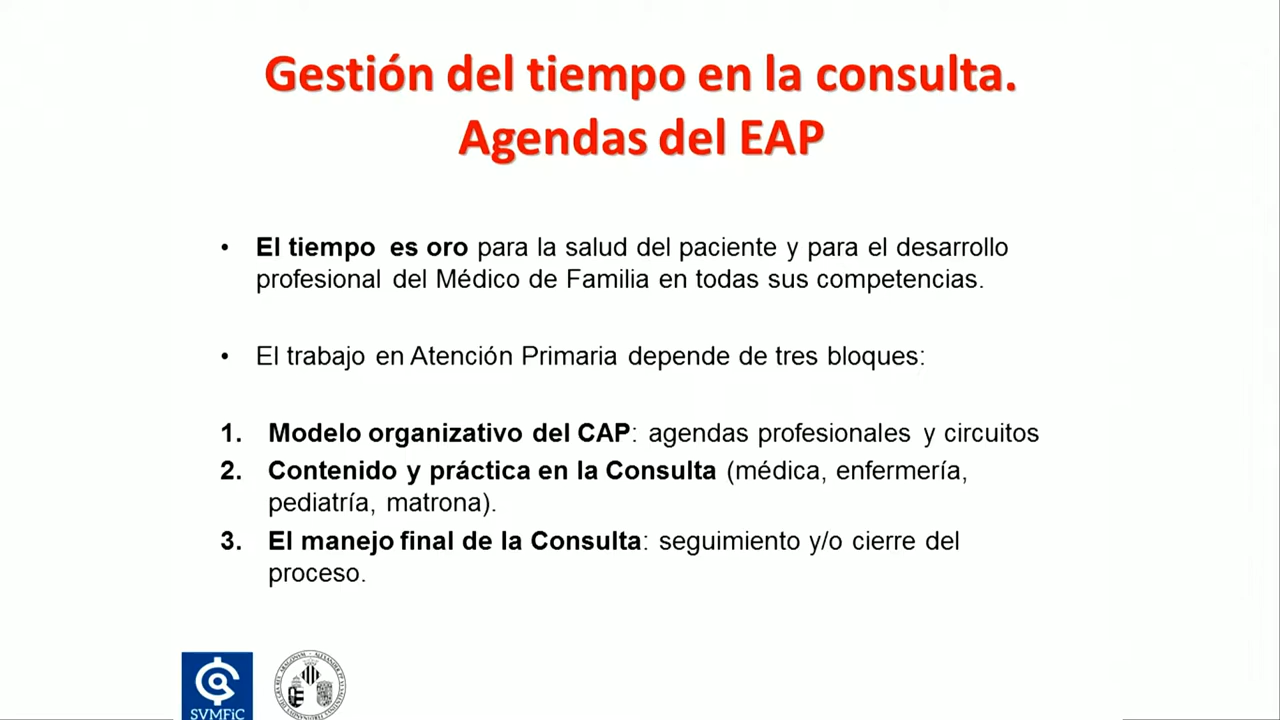 Gestión del tiempo en la consulta.
Agendas del EAP
• El tiempo es oro para la salud del paciente y para el desarrollo
profesional del Médico de Familia en todas sus competencias.
• El trabajo en Atención Primaria depende de tres bloques:
1. Modelo organizativo del CAP: agendas profesionales y circuitos
2. Contenido y práctica en la Consulta (médica, enfermería,
pediatría, matrona).
3. El manejo final de la Consulta: seguimiento y/o cierre del
proceso.
SVMFiC